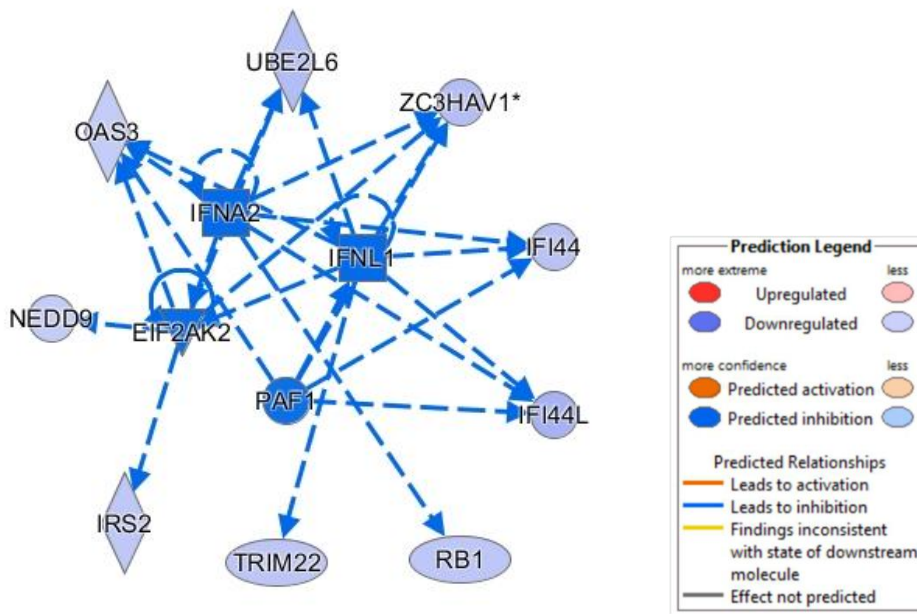 UBE2L6
ZC3HAV1*
OAS3
IFNA2
IFNL1
IFI44
NEDD9
EIF2AK2
PAF1
IFI44L
IRS2
TRIM22
RB1
Prediction Legend
more extreme less
Upregulated
Downregulated
more confidence less
Predicted activation
Predicted inhibition
Predicted Relationships
Leads to activation
Leads to inhibition
Findings inconsistent
with state of downstream
molecule
Effect not predicted